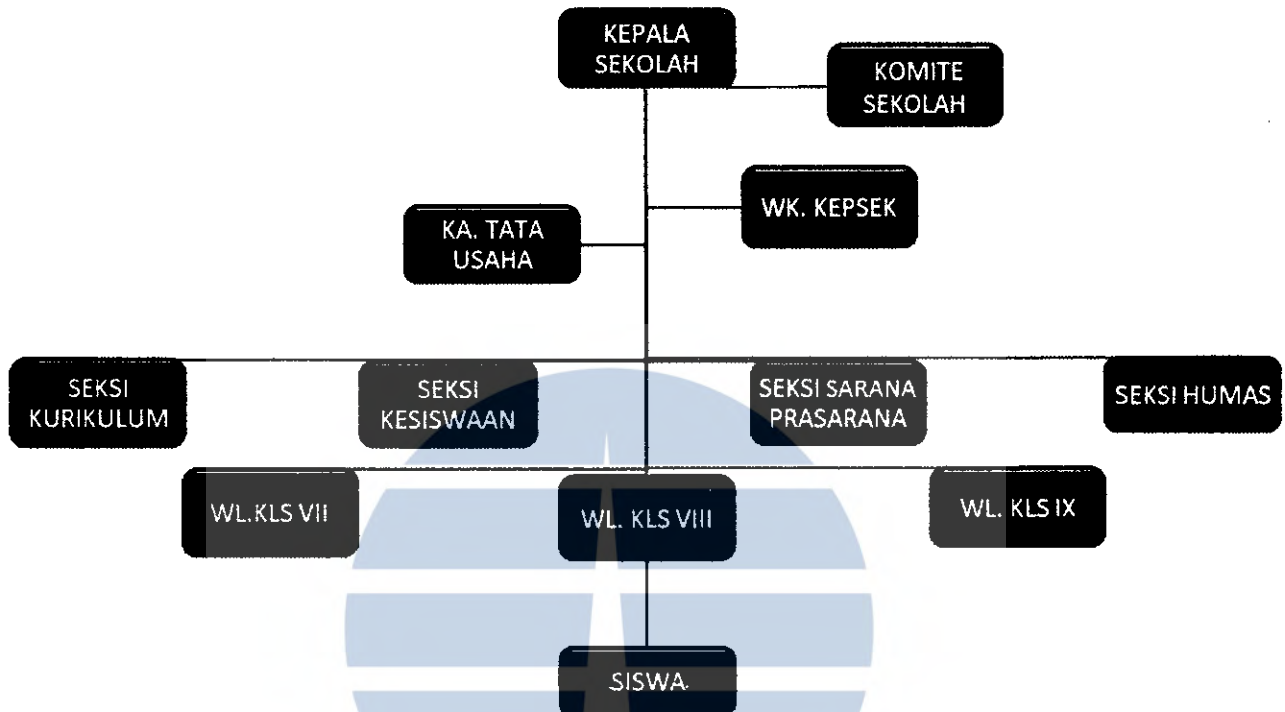 KEPALA
SEKOLAH
KOMITE
SEKOLAH
WK. KEPSEK
KA. TATA
USAHA
SEKSI
KURIKULUM
SEKSI
KESISWAAN
SEKSI SARANA
PRASARANA
SEKSI HUMAS
WL.KLS VII
WL. KLS VIII
WL. KLS IX
SISWA